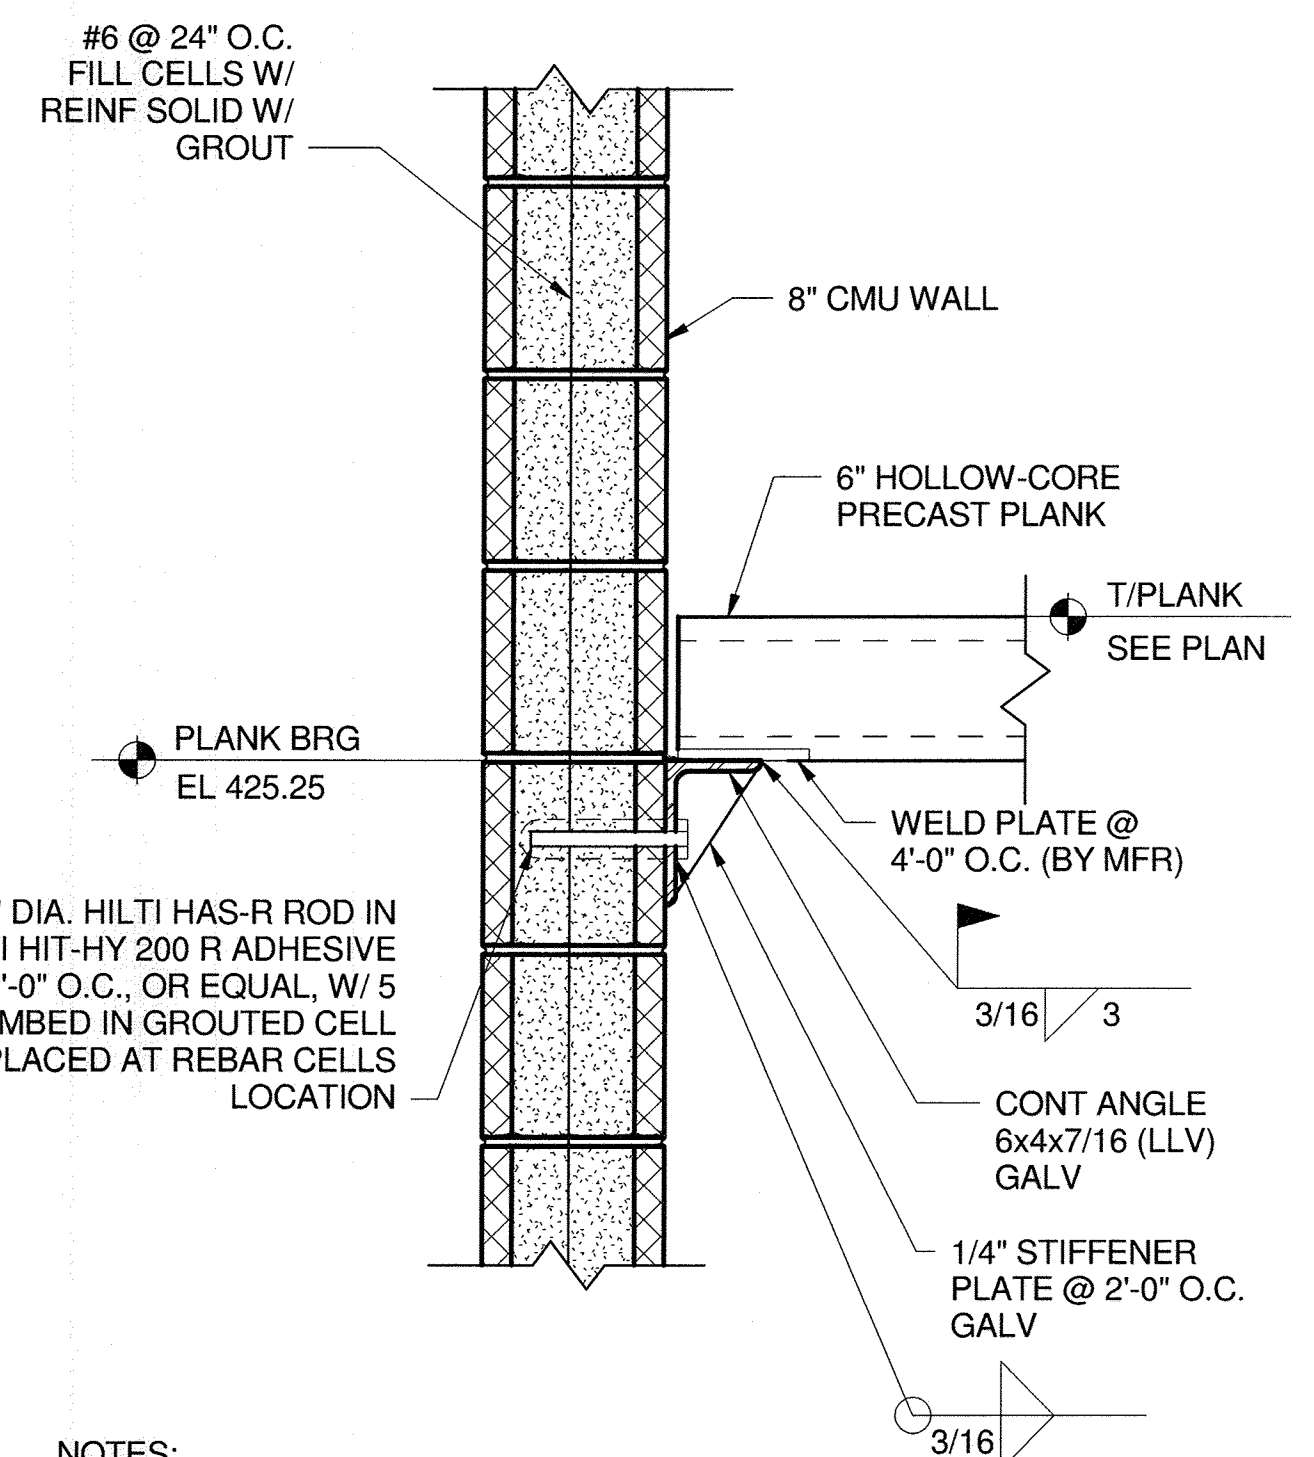 #6 @ 24" O.C.
FILL CELLS W/
REINF SOLID W/
GROUT
8" CMU WALL
6" HOLLOW-CORE
PRECAST PLANK
T/PLANK
SEE PLAN
PLANK BRG
EL 425.25
WELD PLATE @
4'-0" O.C. (BY MFR)
DIA. HILTI HAS-R ROD IN
HIT-HY 200 R ADHESIVE
'-0" O.C., OR EQUAL, W/ 5
MBED IN GROUTED CELL
PLACED AT REBAR CELLS
LOCATION
3/16 3
CONT ANGLE
6x4x7/16 (LLV)
GALV
1/4" STIFFENER
PLATE @ 2'-0" O.C.
GALV
3/16
NOTES: